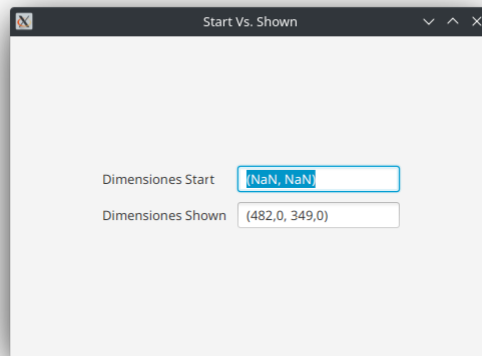 Start Vs. Shown
Dimensiones Start (NaN, NaN)
Dimensiones Shown (482,0, 349,0)